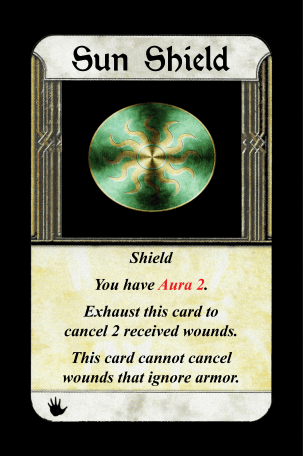 Sun Shield
Shield
You have Aura 2.
Exhaust this card to
cancel 2 received wounds.
This card cannot cancel
wounds that ignore armor.